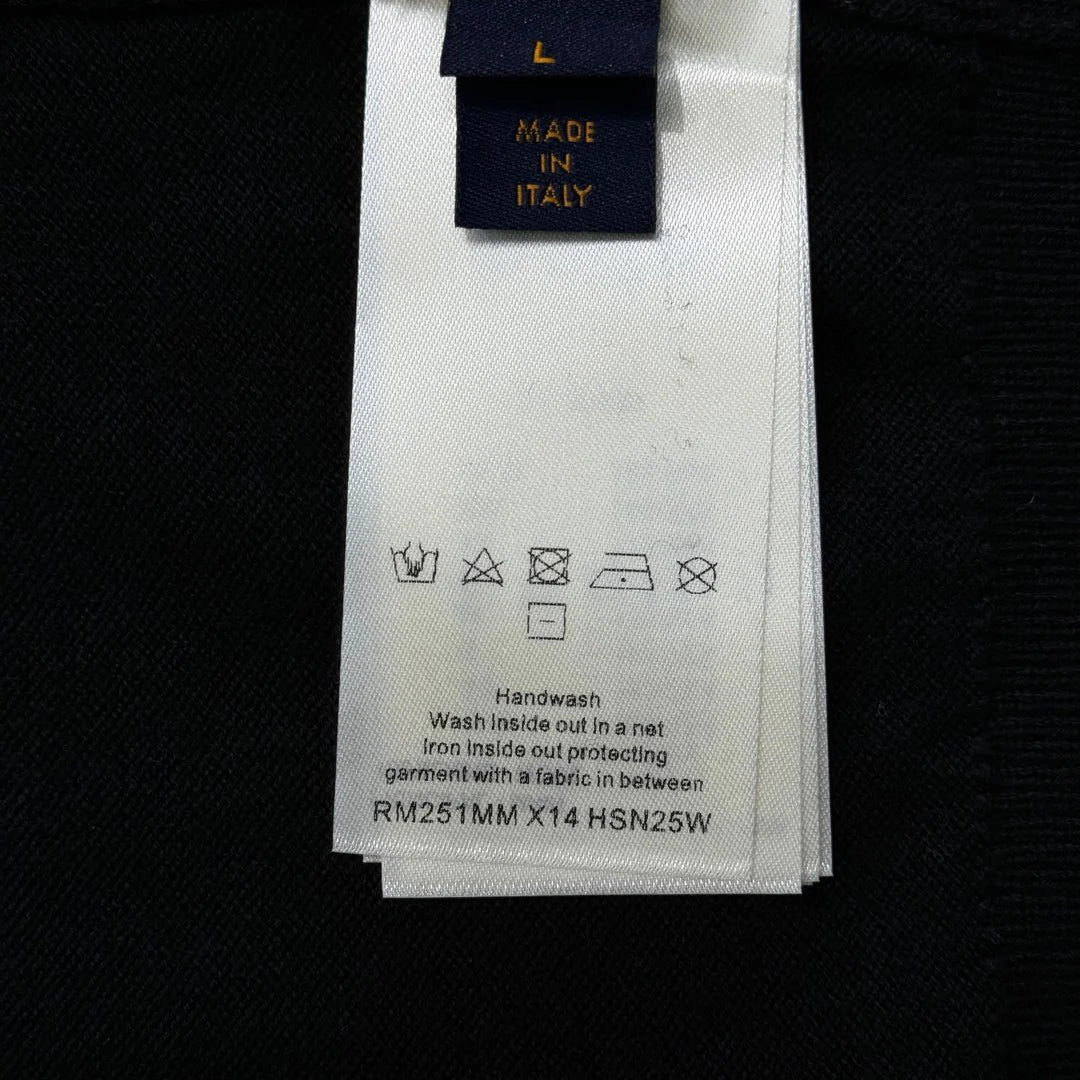 L
MADE
IN
ITALY
Handwash
Wash inside out in a net
Iron inside out protecting
garment with a fabric in between
RM251MM X14 HSN25W